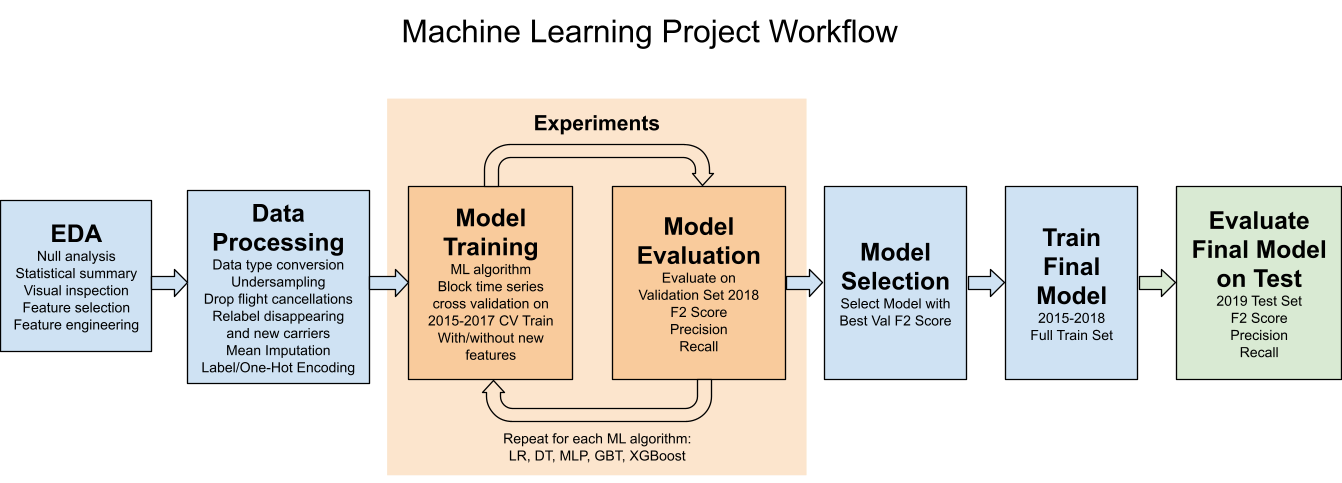 Machine Learning Project Workflow
EDA
Null analysis
Statistical summary
Visual inspection
Feature selection
Feature engineering
Data
Processing
Data type conversion
Undersampling
Drop flight cancellations
Relabel disappearing
and new carriers
Mean Imputation
Label/One-Hot Encoding
Experiments
Model
Training
ML algorithm
Block time series
cross validation on
2015-2017 CV Train
With/without new
features
Model
Evaluation
Evaluate on
Validation Set 2018
F2 Score
Precision
Recall
Repeat for each ML algorithm:
LR, DT, MLP, GBT, XGBoost
Model
Selection
Select Model with
Best Val F2 Score
Train
Final
Model
2015-2018
Full Train Set
Evaluate
Final Model
on Test
2019 Test Set
F2 Score
Precision
Recall